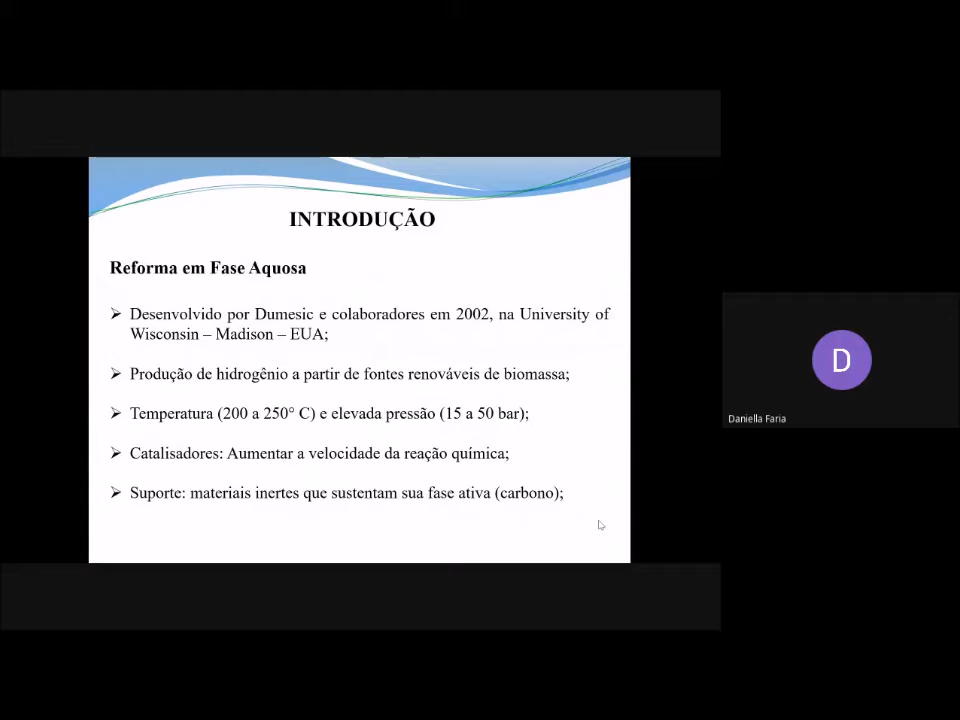 INTRODUÇÃO
Reforma em Fase Aquosa
➢ Desenvolvido por Dumesic e colaboradores em 2002, na University of
Wisconsin – Madison – EUA;
➢ Produção de hidrogênio a partir de fontes renováveis de biomassa;
➢ Temperatura (200 a 250° C) e elevada pressão (15 a 50 bar);
➢ Catalisadores: Aumentar a velocidade da reação química;
➢ Suporte: materiais inertes que sustentam sua fase ativa (carbono);
D
Daniella Faria